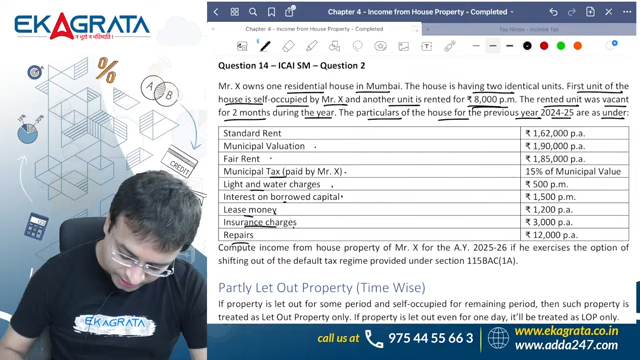 EKAGRATA
Chapter 4 - Income from House Property - Completed
Chapter 4 - Income from House Property - Completed
Tax Notes - Income Tax
Question 14 – ICAI SM – Question 2
Mr. X owns one residential house in Mumbai. The house is having two identical units. First unit of the
house is self-occupied by Mr. X and another unit is rented for ₹ 8,000 p.m. The rented unit was vacant
for 2 months during the year. The particulars of the house for the previous year 2024-25 are as under:
Standard Rent ₹ 1,62,000 p.a.
Municipal Valuation ₹ 1,90,000 p.a.
Fair Rent ₹ 1,85,000 p.a.
Municipal Tax (paid by Mr. X) 15% of Municipal Value
Light and water charges ₹ 500 p.m.
Interest on borrowed capital ₹ 1,500 p.m.
Lease money ₹ 1,200 p.a.
Insurance charges ₹ 3,000 p.a.
Repairs ₹ 12,000 p.a.
Compute income from house property of Mr. X for the A.Y. 2025-26 if he exercises the option of
shifting out of the default tax regime provided under section 115BAC(1A).
Partly Let Out Property (Time Wise)
If property is let out for some period and self-occupied for remaining period, then such property is
treated as Let Out Property only. If property is let even for one day, it'll be treated as LOP only.
%
A
B
CREDIT
EKAGRATA
call us at
975 44 55 66 3
www.ekagrata.co.in
www.adda247.com